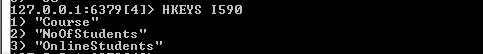 127.0.0.1:6379[4]> HKEYS I590
1) "Course"
2) "NoOfStudents"
3) "OnlineStudents"